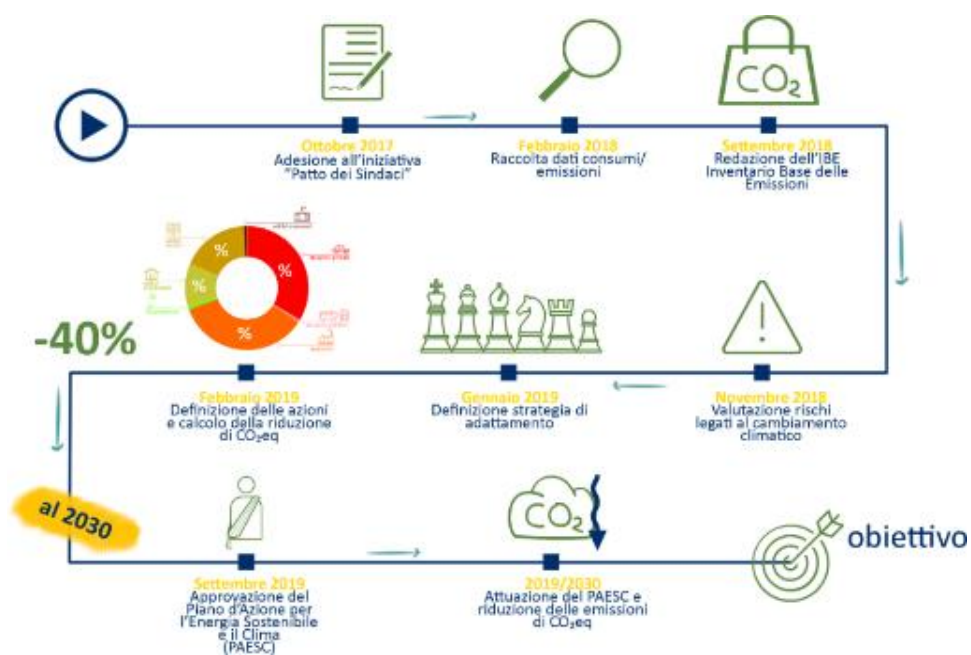 CO₂
Ottobre 2017
Adesione all'iniziativa
"Patto dei Sindaci"
Febbraio 2018
Raccolta dati consumi/
emissioni
Settembre 2018
Redazione dell'IBE
Inventario Base delle
Emissioni
%
%
%
%
-40%
Novembre 2018
Valutazione rischi
legati al cambiamento
climatico
Gennaio 2019
Definizione strategia di
adattamento
Febbraio 2019
Definizione delle azioni
e calcolo della riduzione
di CO₂eq
al 2030
Settembre 2019
Approvazione del
Piano d'Azione per
l'Energia Sostenibile
e il Clima
(PAESC)
CO₂
2019/2030
Attuazione del PAESC e
riduzione delle emissioni
di CO₂eq
obiettivo